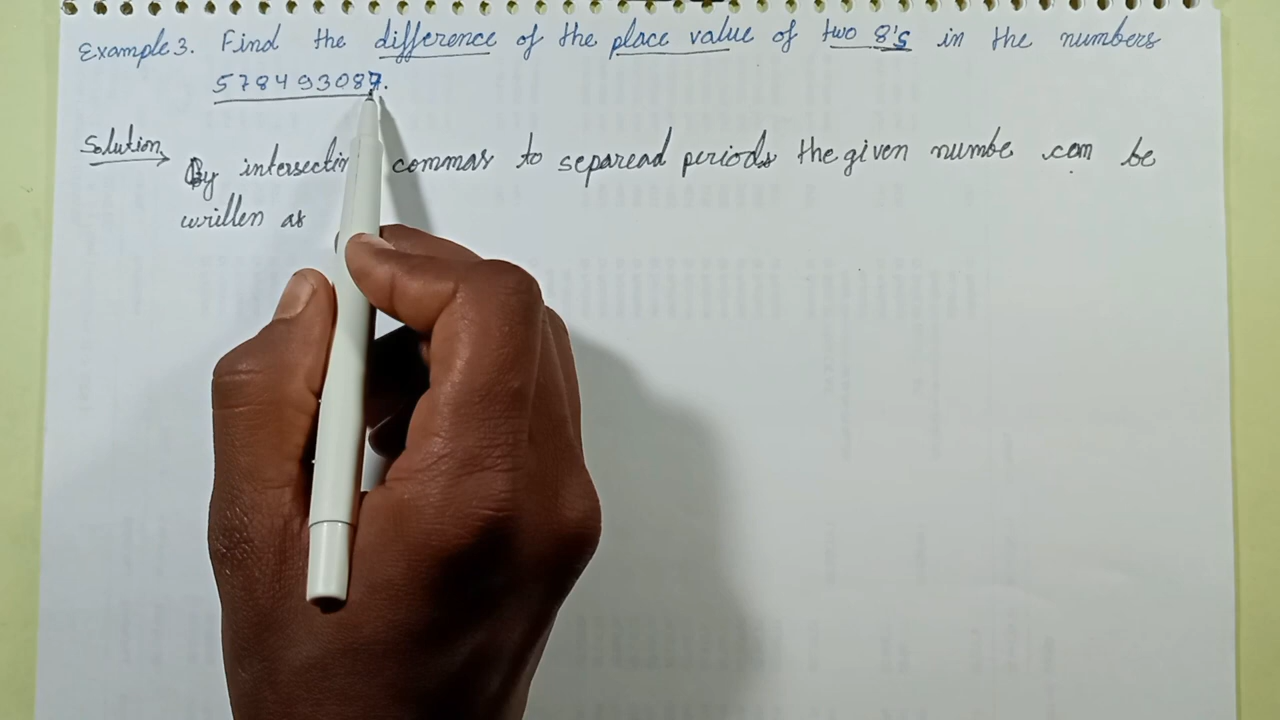 Example 3. Find the difference of the place value of two 8's in the numbers
578493087.
Solution
By intersectin commas to separead periods the given numbe can be
writlen as